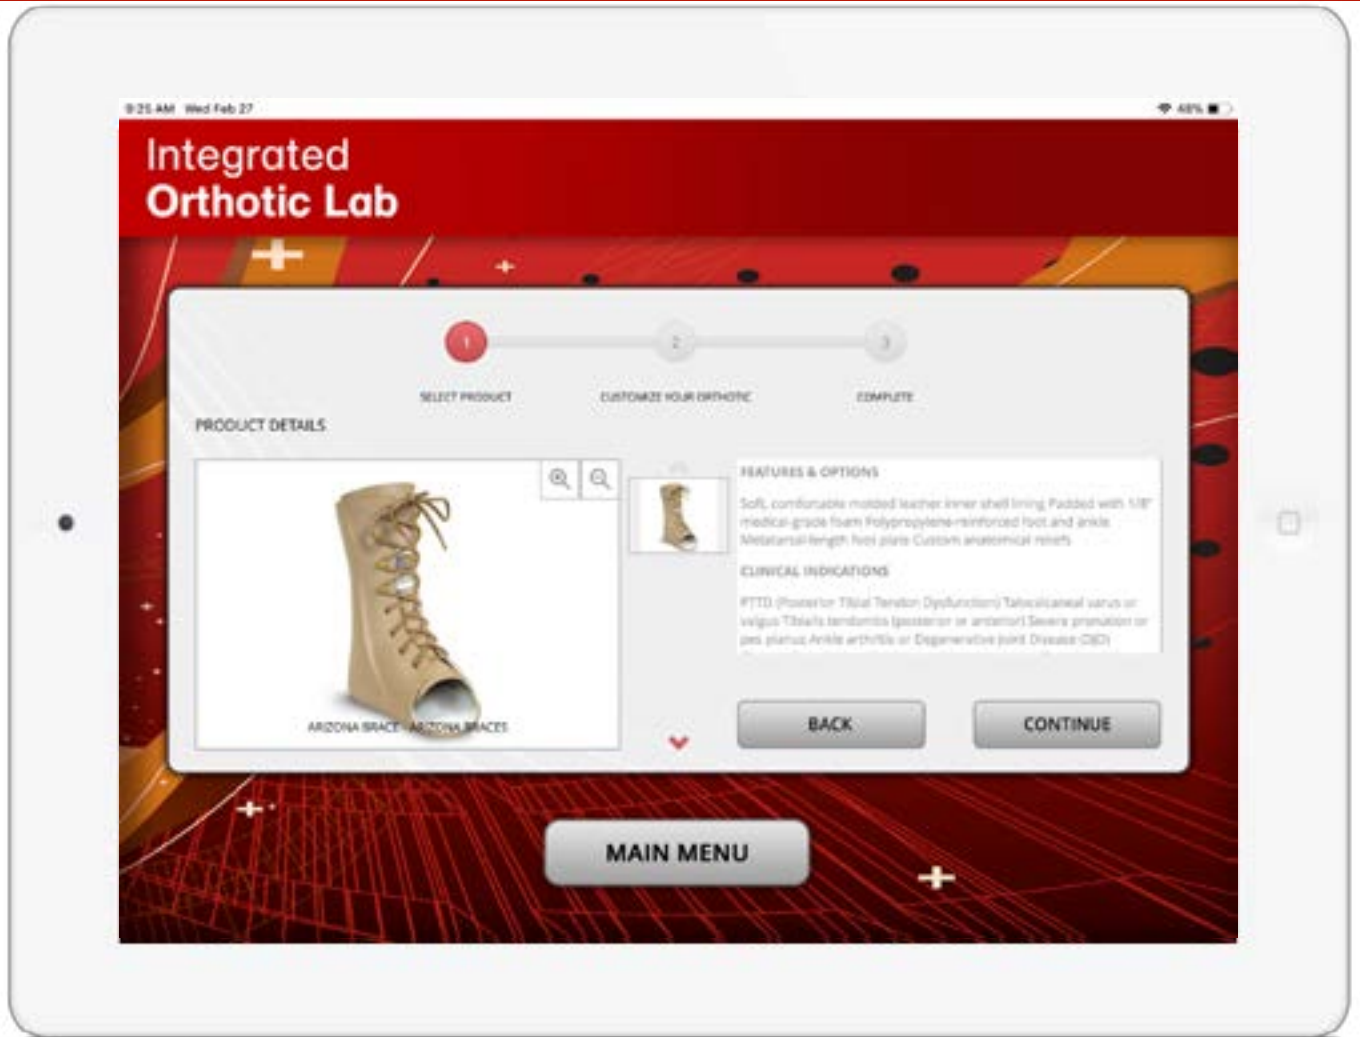 9:25 AM Wed Feb 27
48%
Integrated
Orthotic Lab
1
2
3
SELECT PRODUCT
CUSTOMIZE YOUR ORTHOTIC
COMPLETE
PRODUCT DETAILS
ARIZONA BRACE - ARIZONA BRACES
FEATURES & OPTIONS
Soft, comfortable molded leather inner shell lining Padded with 1/8"
medical-grade foam Polypropylene-reinforced foot and ankle
Metatarsal-length foot plate Custom anatomical reliefs
CLINICAL INDICATIONS
PTTD (Posterior Tibial Tendon Dysfunction) Talocalcaneal varus or
valgus Tibialis tendonitis (posterior or anterior) Severe pronation or
pes planus Ankle arthritis or Degenerative Joint Disease (DJD)
BACK
CONTINUE
MAIN MENU